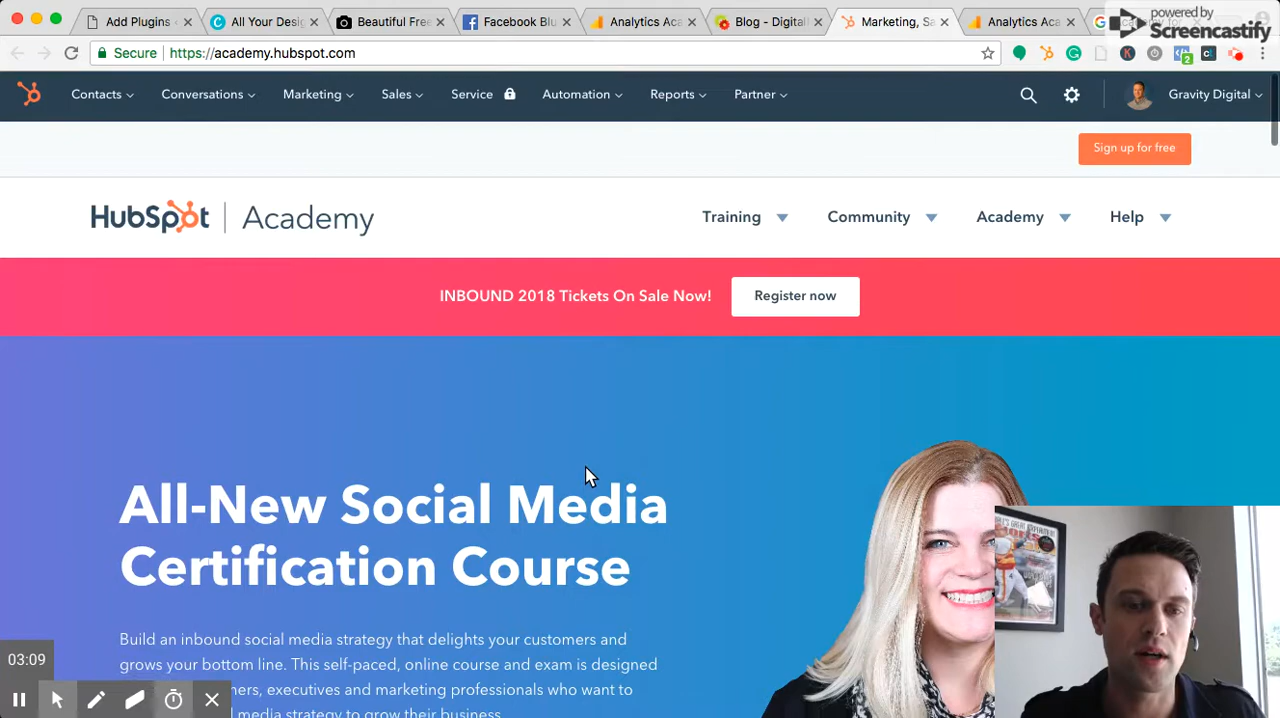 Add Plugins
All Your Desig
Beautiful Free
Facebook Blu
Analytics Aca
Blog - Digital
Marketing, Sa
Analytics Aca
powered by
Screencastify
Secure
https://academy.hubspot.com
2
Contacts
Conversations
Marketing
Sales
Service
Automation
Reports
Partner
Gravity Digital
Sign up for free
HubSpot
Academy
Training
Community
Academy
Help
INBOUND 2018 Tickets On Sale Now!
Register now
All-New Social Media
Certification Course
Build an inbound social media strategy that delights your customers and
grows your bottom line. This self-paced, online course and exam is designed
executives and marketing professionals who want to
media strategy to grow their business.
03:09